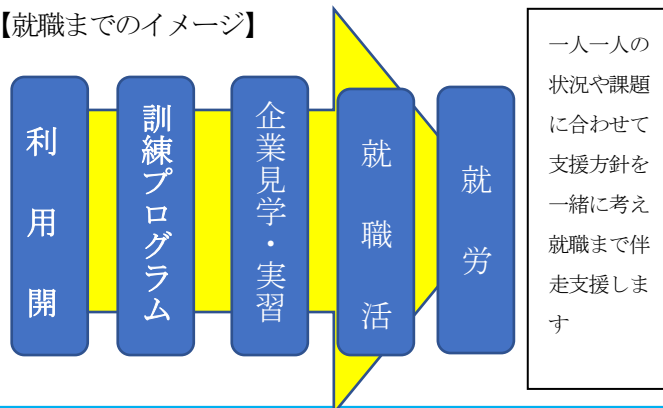 【就職までのイメージ】
利用開
訓練プログラム
企業見学・実習
就職活
就労
一人一人の
状況や課題
に合わせて
支援方針を
一緒に考え
就職まで伴
走支援しま
す